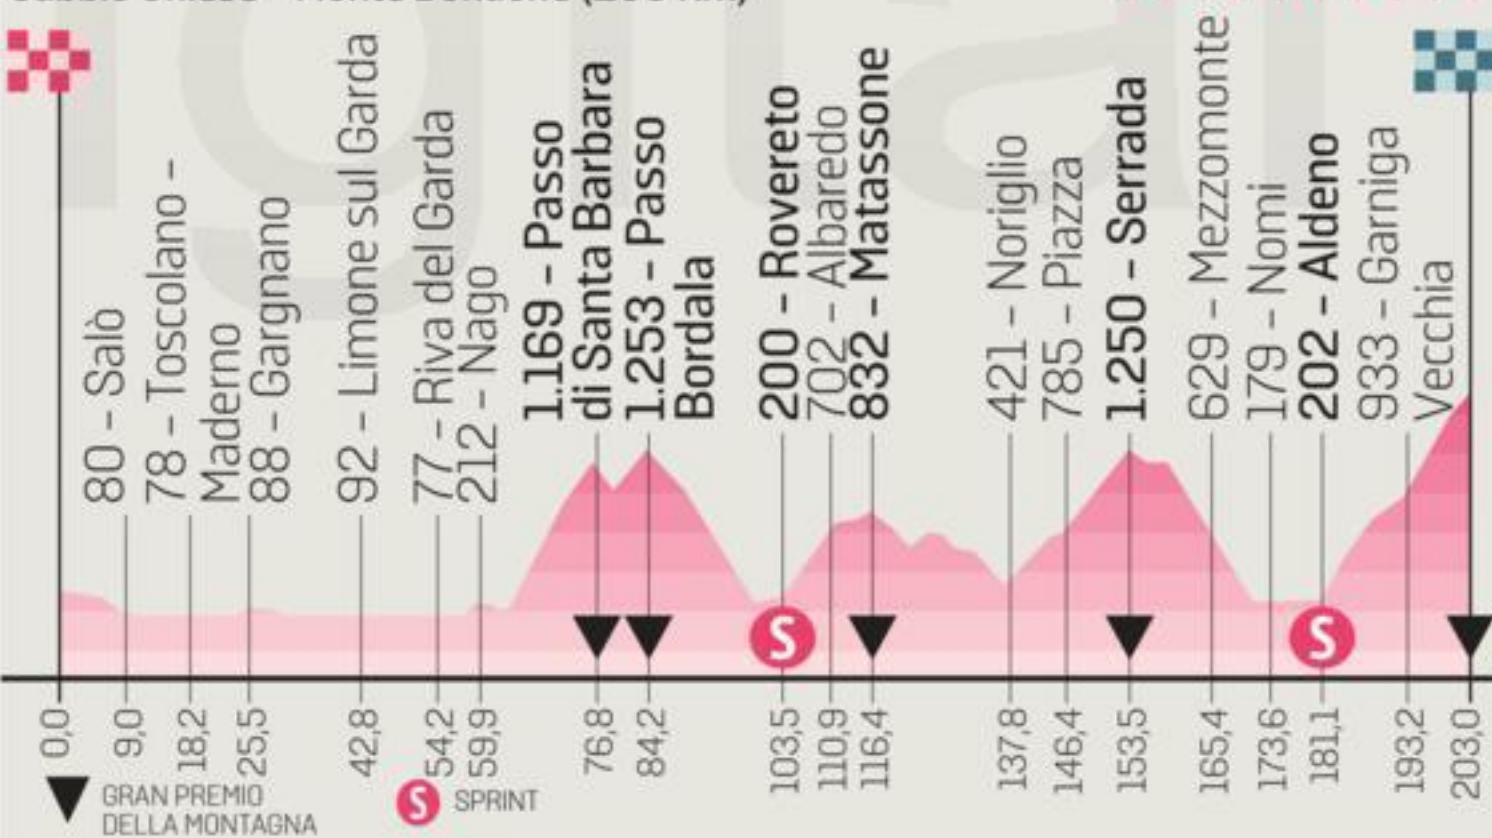 80 - Salò
78 - Toscolano -
Maderno
88 - Gargnano
92 - Limone sul Garda
77 - Riva del Garda
212 - Nago
1.169 - Passo
di Santa Barbara
1.253 - Passo
Bordala
200 - Rovereto
702 - Albaredo
832 - Matassone
421 - Noriglio
785 - Piazza
1.250 - Serrada
629 - Mezzomonte
179 - Nomi
202 - Aldeno
933 - Garniga
Vecchia
S
S
0,0
9,0
18,2
25,5
42,8
54,2
59,9
76,8
84,2
103,5
110,9
116,4
137,8
146,4
153,5
165,4
173,6
181,1
193,2
203,0
GRAN PREMIO
DELLA MONTAGNA
S SPRINT